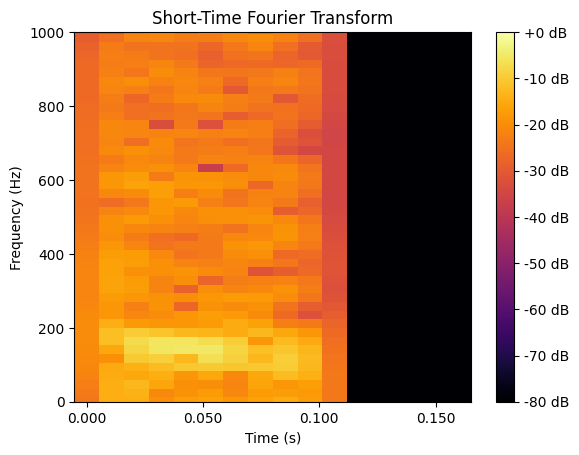 Short-Time Fourier Transform
1000
800
600
400
200
0
Frequency (Hz)
0.000
0.050
0.100
0.150
Time (s)
+0 dB
-10 dB
-20 dB
-30 dB
-40 dB
-50 dB
-60 dB
-70 dB
-80 dB